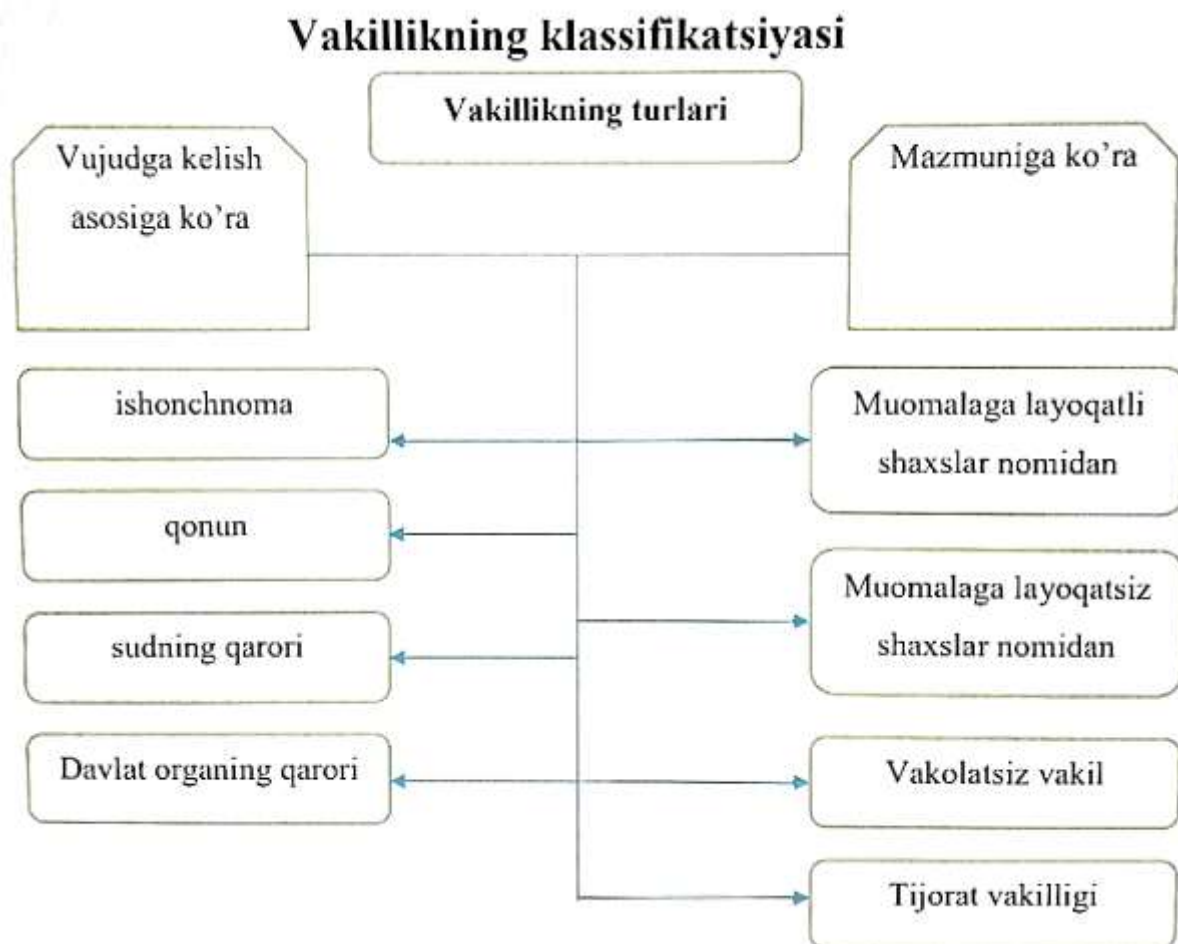 Vakillikning klassifikatsiyasi
Vakillikning turlari
Vujudga kelish
asosiga ko’ra
Mazmuniga ko’ra
ishonchnoma
qonun
sudning qarori
Davlat organing qarori
Muomalaga layoqatli
shaxslar nomidan
Muomalaga layoqatsiz
shaxslar nomidan
Vakolatsiz vakil
Tijorat vakilligi